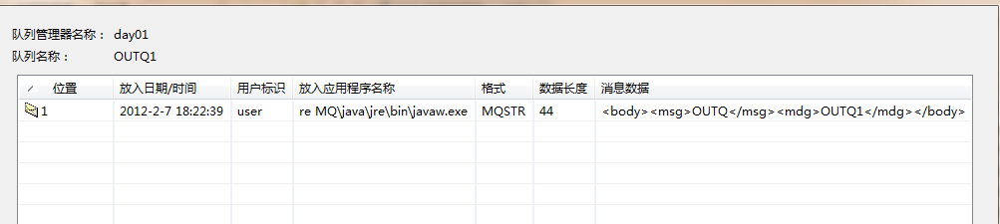 队列管理器名称： day01
队列名称： OUTQ1
位置 放入日期/时间 用户标识 放入应用程序名称 格式 数据长度 消息数据
1 2012-2-7 18:22:39 user re MQ\java\jre\bin\javaw.exe MQSTR 44 <body><msg>OUTQ</msg><mdg>OUTQ1</mdg></body>